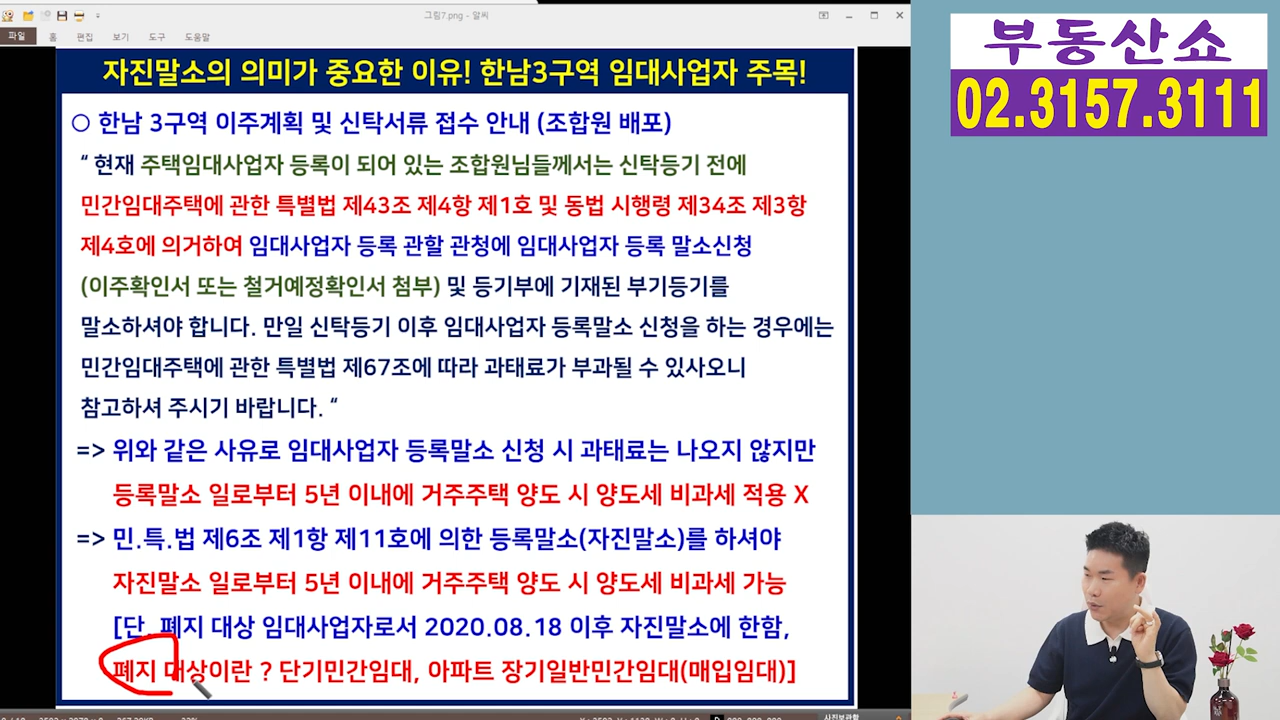 그림7.png - 알씨
파일 홈 편집 보기 도구 도움말
자진말소의 의미가 중요한 이유! 한남3구역 임대사업자 주목!
○ 한남 3구역 이주계획 및 신탁서류 접수 안내 (조합원 배포)
“ 현재 주택임대사업자 등록이 되어 있는 조합원님들께서는 신탁등기 전에
민간임대주택에 관한 특별법 제43조 제4항 제1호 및 동법 시행령 제34조 제3항
제4호에 의거하여 임대사업자 등록 관할 관청에 임대사업자 등록 말소신청
(이주확인서 또는 철거예정확인서 첨부) 및 등기부에 기재된 부기등기를
말소하셔야 합니다. 만일 신탁등기 이후 임대사업자 등록말소 신청을 하는 경우에는
민간임대주택에 관한 특별법 제67조에 따라 과태료가 부과될 수 있사오니
참고하셔 주시기 바랍니다. “
=> 위와 같은 사유로 임대사업자 등록말소 신청 시 과태료는 나오지 않지만
등록말소 일로부터 5년 이내에 거주주택 양도 시 양도세 비과세 적용 X
=> 민.특.법 제6조 제1항 제11호에 의한 등록말소(자진말소)를 하셔야
자진말소 일로부터 5년 이내에 거주주택 양도 시 양도세 비과세 가능
[단, 폐지 대상 임대사업자로서 2020.08.18 이후 자진말소에 한함,
폐지 대상이란 ? 단기민간임대, 아파트 장기일반민간임대(매입임대)]
부동산쇼
02.3157.3111